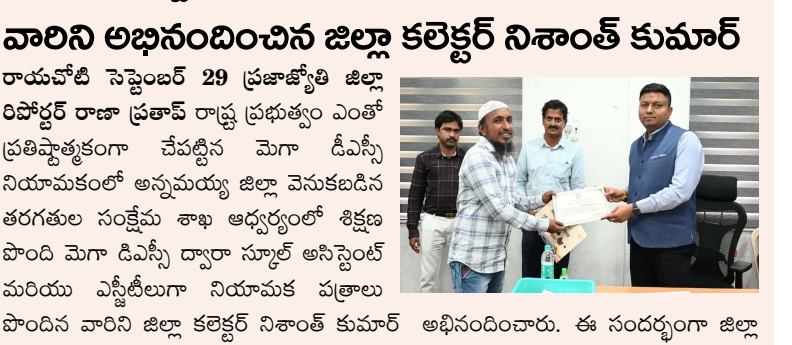 వారిని అభినందించిన జిల్లా కలెక్టర్ నిశాంత్ కుమార్
రాయచోటి సెప్టెంబర్ 29 ప్రజాజ్యోతి జిల్లా
రిపోర్టర్ రాణా ప్రతాప్ రాష్ట్ర ప్రభుత్వం ఎంతో
ప్రతిష్టాత్మకంగా చేపట్టిన మెగా డీఎస్సీ
నియామకంలో అన్నమయ్య జిల్లా వెనుకబడిన
తరగతుల సంక్షేమ శాఖ ఆధ్వర్యంలో శిక్షణ
పొంది మెగా డిఎస్సీ ద్వారా స్కూల్ అసిస్టెంట్
మరియు ఎస్జీటీలుగా నియామక పత్రాలు
పొందిన వారిని జిల్లా కలెక్టర్ నిశాంత్ కుమార్ అభినందించారు. ఈ సందర్భంగా జిల్లా